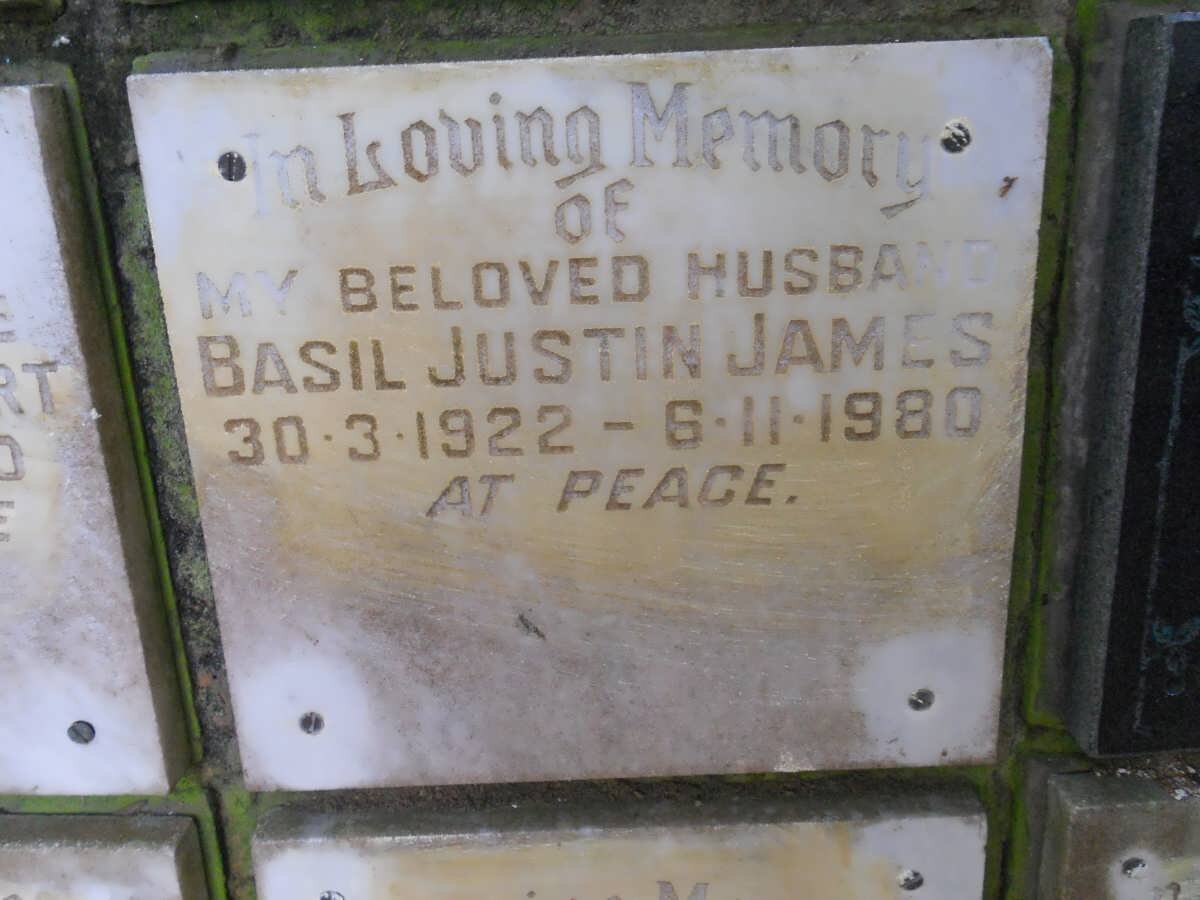 In Loving Memory
of
MY BELOVED HUSBAND
BASIL JUSTIN JAMES
30·3·1922 – 6·11·1980
AT PEACE.